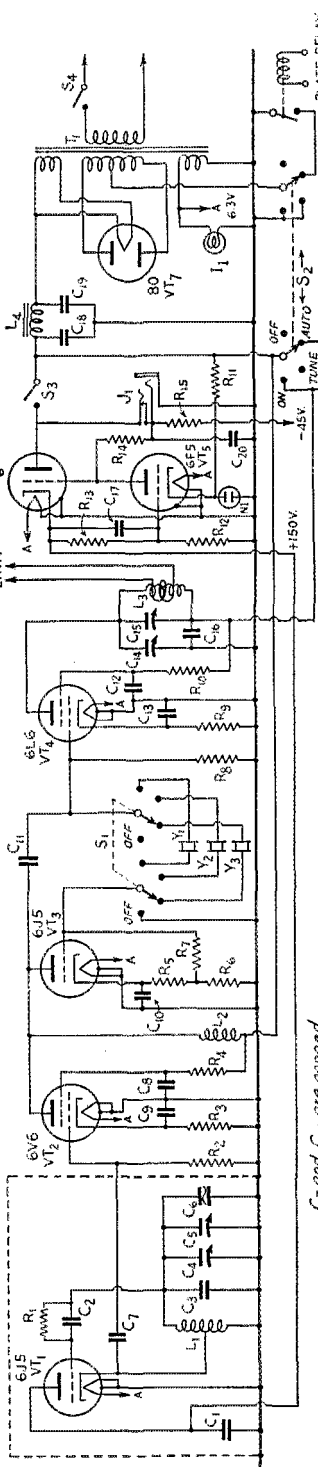 6J5
VT1
R1
C2
C1
C7
L1
C3
C4
C5
C6
6V6
VT2
R2
R3
R4
C9
C8
L2
6J5
VT3
C10
R5
R6
R7
C11
S1
OFF
OFF
Y1
Y2
Y3
6L6
VT4
R8
R9
C13
C12
R10
C14
C15
C16
L3
A
R13
C17
R12
R14
6F5
VT5
N1
C20
J1
R15
R11
S3
L4
C18
C19
80
VT7
T1
S4
A
6.3V
I1
+150V.
-45V.
ON
OFF
AUTO
TUNE
S2
PLATE RELAY
are ganged